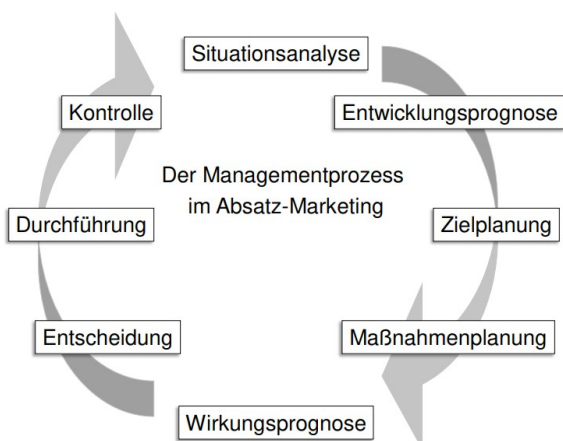 Situationsanalyse
Entwicklungsprognose
Zielplanung
Maßnahmenplanung
Wirkungsprognose
Entscheidung
Durchführung
Kontrolle
Der Managementprozess
im Absatz-Marketing